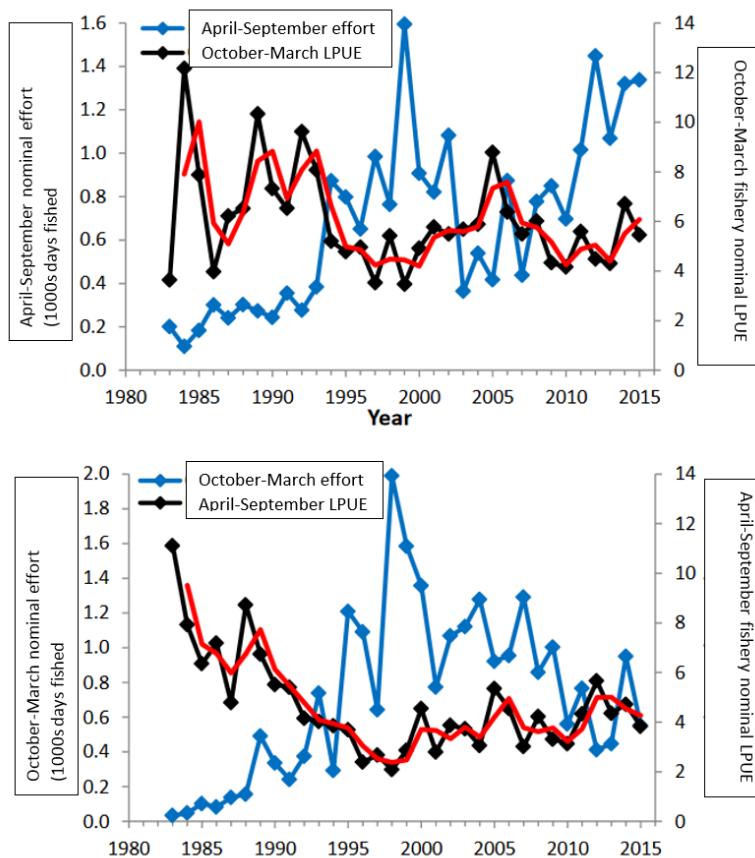 April-September effort
October-March LPUE
1.6
1.4
1.2
1.0
0.8
0.6
0.4
0.2
0.0
April-September nominal effort
(1000s days fished
14
12
10
8
6
4
2
0
October-March fishery nominal LPUE
1980 1985 1990 1995 2000 2005 2010 2015
Year
October-March effort
April-September LPUE
2.0
1.8
1.6
1.4
1.2
1.0
0.8
0.6
0.4
0.2
0.0
October-March nominal effort
(1000s days fished
14
12
10
8
6
4
2
0
April-September fishery nominal LPUE
1980 1985 1990 1995 2000 2005 2010 2015